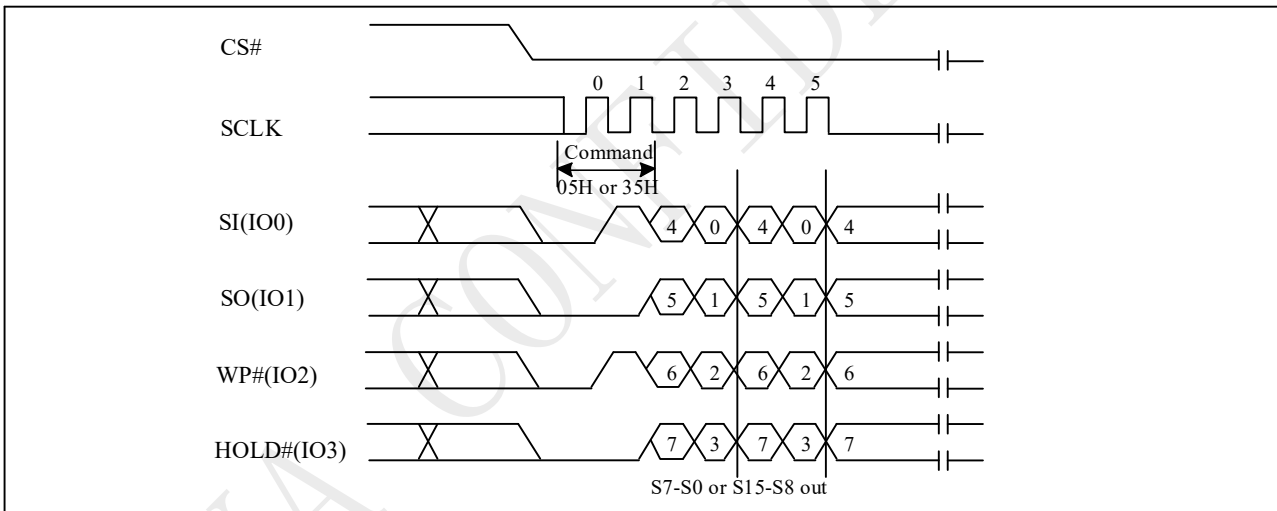 CS#
0 1 2 3 4 5
SCLK
Command
05H or 35H
SI(IO0)
4 0 4 0 4
SO(IO1)
5 1 5 1 5
WP#(IO2)
6 2 6 2 6
HOLD#(IO3)
7 3 7 3 7
S7-S0 or S15-S8 out